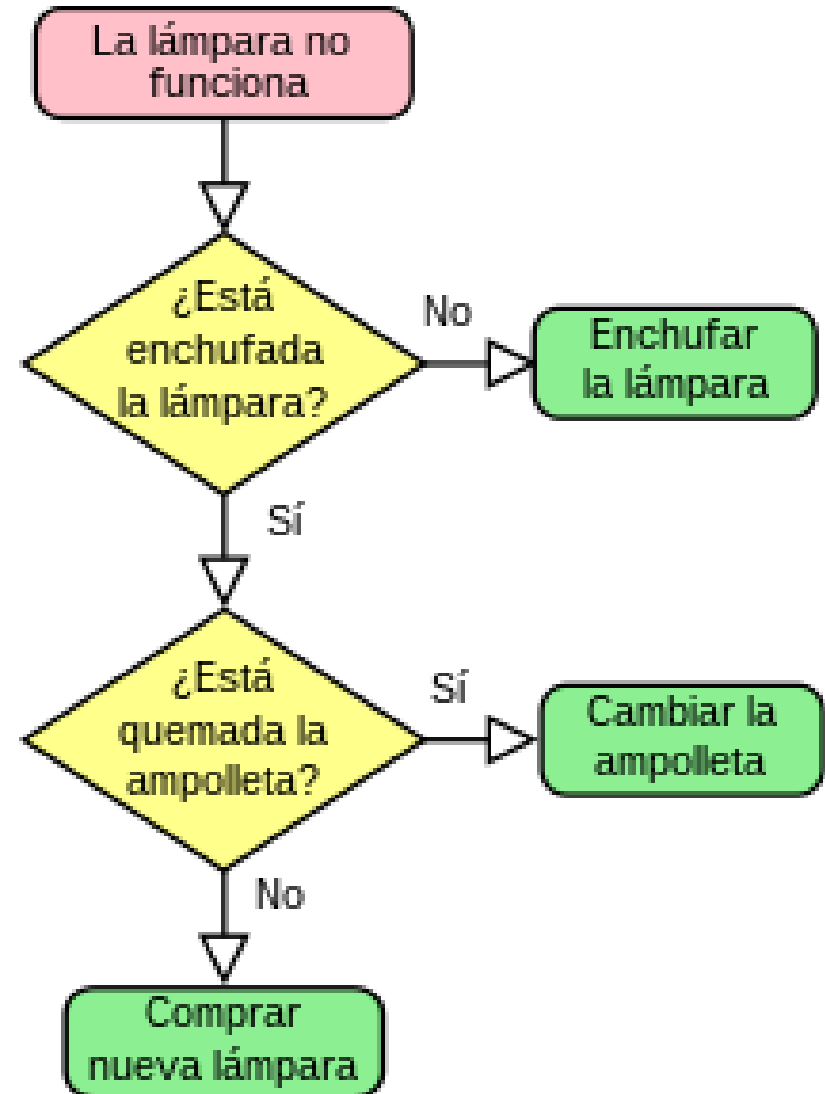 La lámpara no
funciona
¿Está
enchufada
la lámpara?
No
Enchufar
la lámpara
Sí
¿Está
quemada la
ampolleta?
Sí
Cambiar la
ampolleta
No
Comprar
nueva lámpara